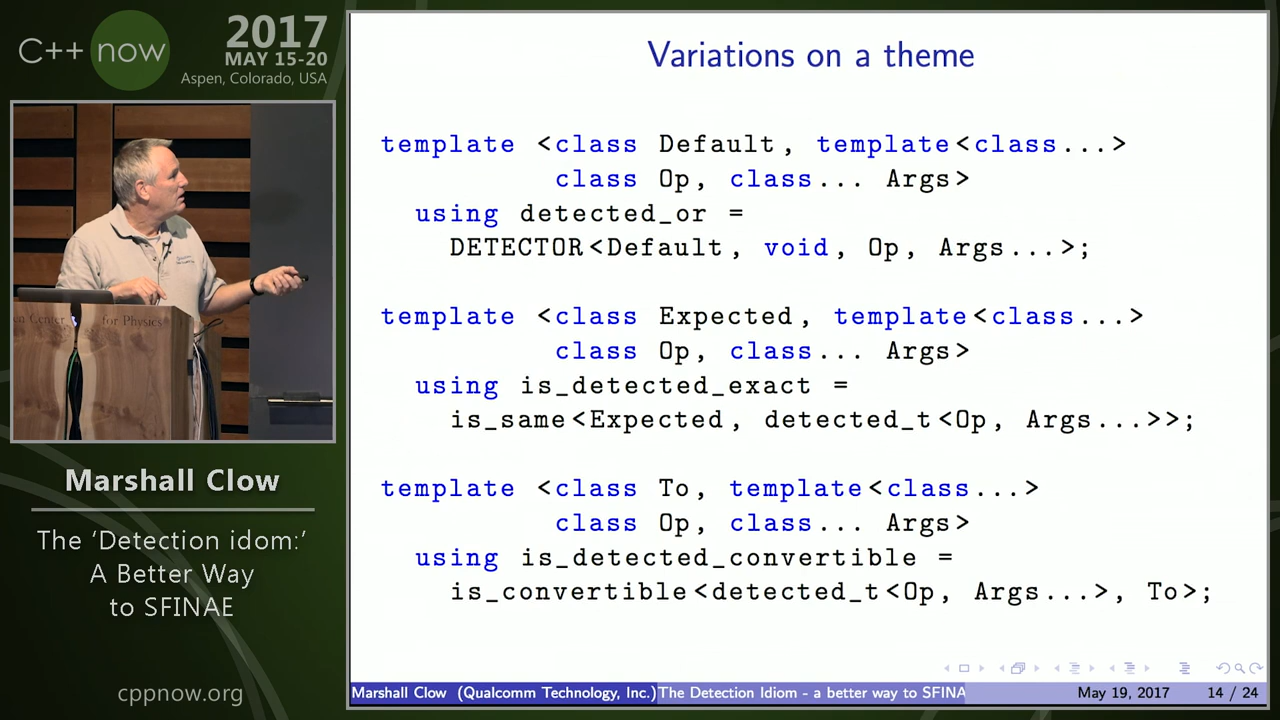 C++ now
2017
MAY 15-20
Aspen, Colorado, USA
en Center for Physics
Marshall Clow
The ‘Detection idom:’
A Better Way
to SFINAE
cppnow.org
Variations on a theme
template <class Default, template<class...>
class Op, class... Args>
using detected_or =
DETECTOR<Default, void, Op, Args...>;
template <class Expected, template<class...>
class Op, class... Args>
using is_detected_exact =
is_same<Expected, detected_t<Op, Args...>>;
template <class To, template<class...>
class Op, class... Args>
using is_detected_convertible =
is_convertible<detected_t<Op, Args...>, To>;
Marshall Clow (Qualcomm Technology, Inc.) The Detection Idiom - a better way to SFINA May 19, 2017 14 / 24